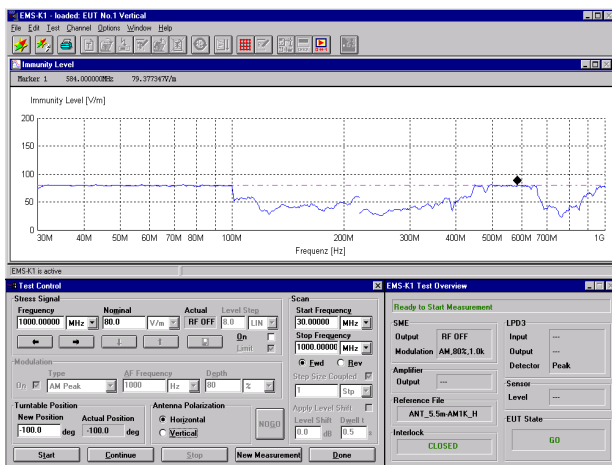 EMS-K1 - loaded: EUT No.1 Vertical
File Edit Test Channel Options Window Help
Immunity Level
Marker 1 584.000000MHz 79.377347V/m
Immunity Level [V/m]
200
150
100
50
0
30M 40M 50M 60M 70M 80M 100M 200M 300M 400M 500M 600M 700M 1G
Frequenz [Hz]
EMS-K1 is active
Test Control
Stress Signal
Frequency Nominal Actual Level Step
1000.00000 MHz 80.0 V/m RF OFF 8.0 LIN
On
Limit
Modulation
Type AF Frequency Depth
On AM Peak 1000 Hz 80 %
Turntable Position
New Position Actual Position
-100.0 deg -100.0 deg
Antenna Polarization
Horizontal
Vertical
NOGO
Scan
Start Frequency
30.00000 MHz
Stop Frequency
1000.00000 MHz
Fwd Rev
Step Size Coupled
1 Stp
Apply Level Shift
Level Shift Dwell t
0.0 dB 0.5 s
Start Continue Stop New Measurement Done
EMS-K1 Test Overview
Ready to Start Measurement
SME
Output RF OFF
Modulation AM,80%,1.0k
Amplifier
Output ---
Reference File
ANT_5.5m-AM1K_H
Interlock
CLOSED
LPD3
Input ---
Output ---
Detector Peak
Sensor
Level ---
EUT State
GO